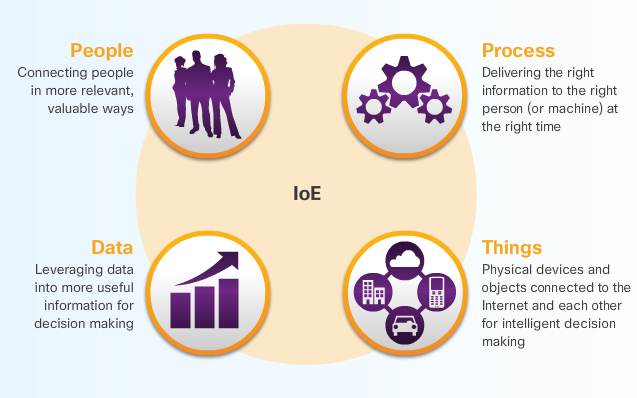 People
Connecting people
in more relevant,
valuable ways
Process
Delivering the right
information to the right
person (or machine) at
the right time
IoE
Data
Leveraging data
into more useful
information for
decision making
Things
Physical devices and
objects connected to the
Internet and each other
for intelligent decision
making